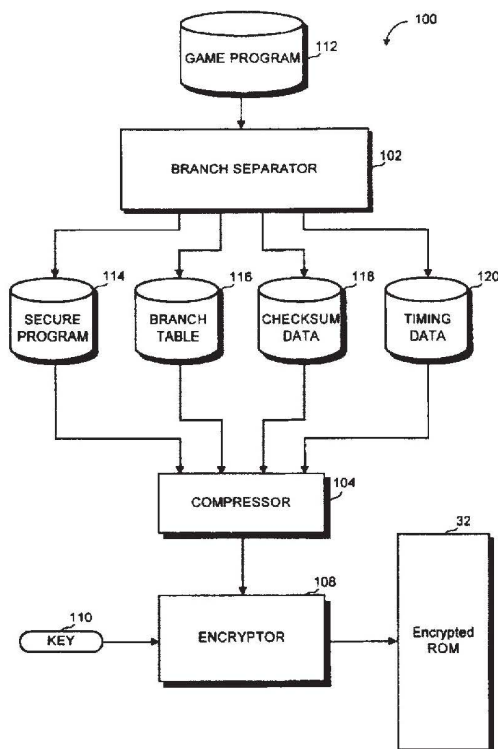 100
GAME PROGRAM
112
BRANCH SEPARATOR
102
114
116
118
120
SECURE
PROGRAM
BRANCH
TABLE
CHECKSUM
DATA
TIMING
DATA
COMPRESSOR
104
32
108
110
KEY
ENCRYPTOR
Encrypted
ROM